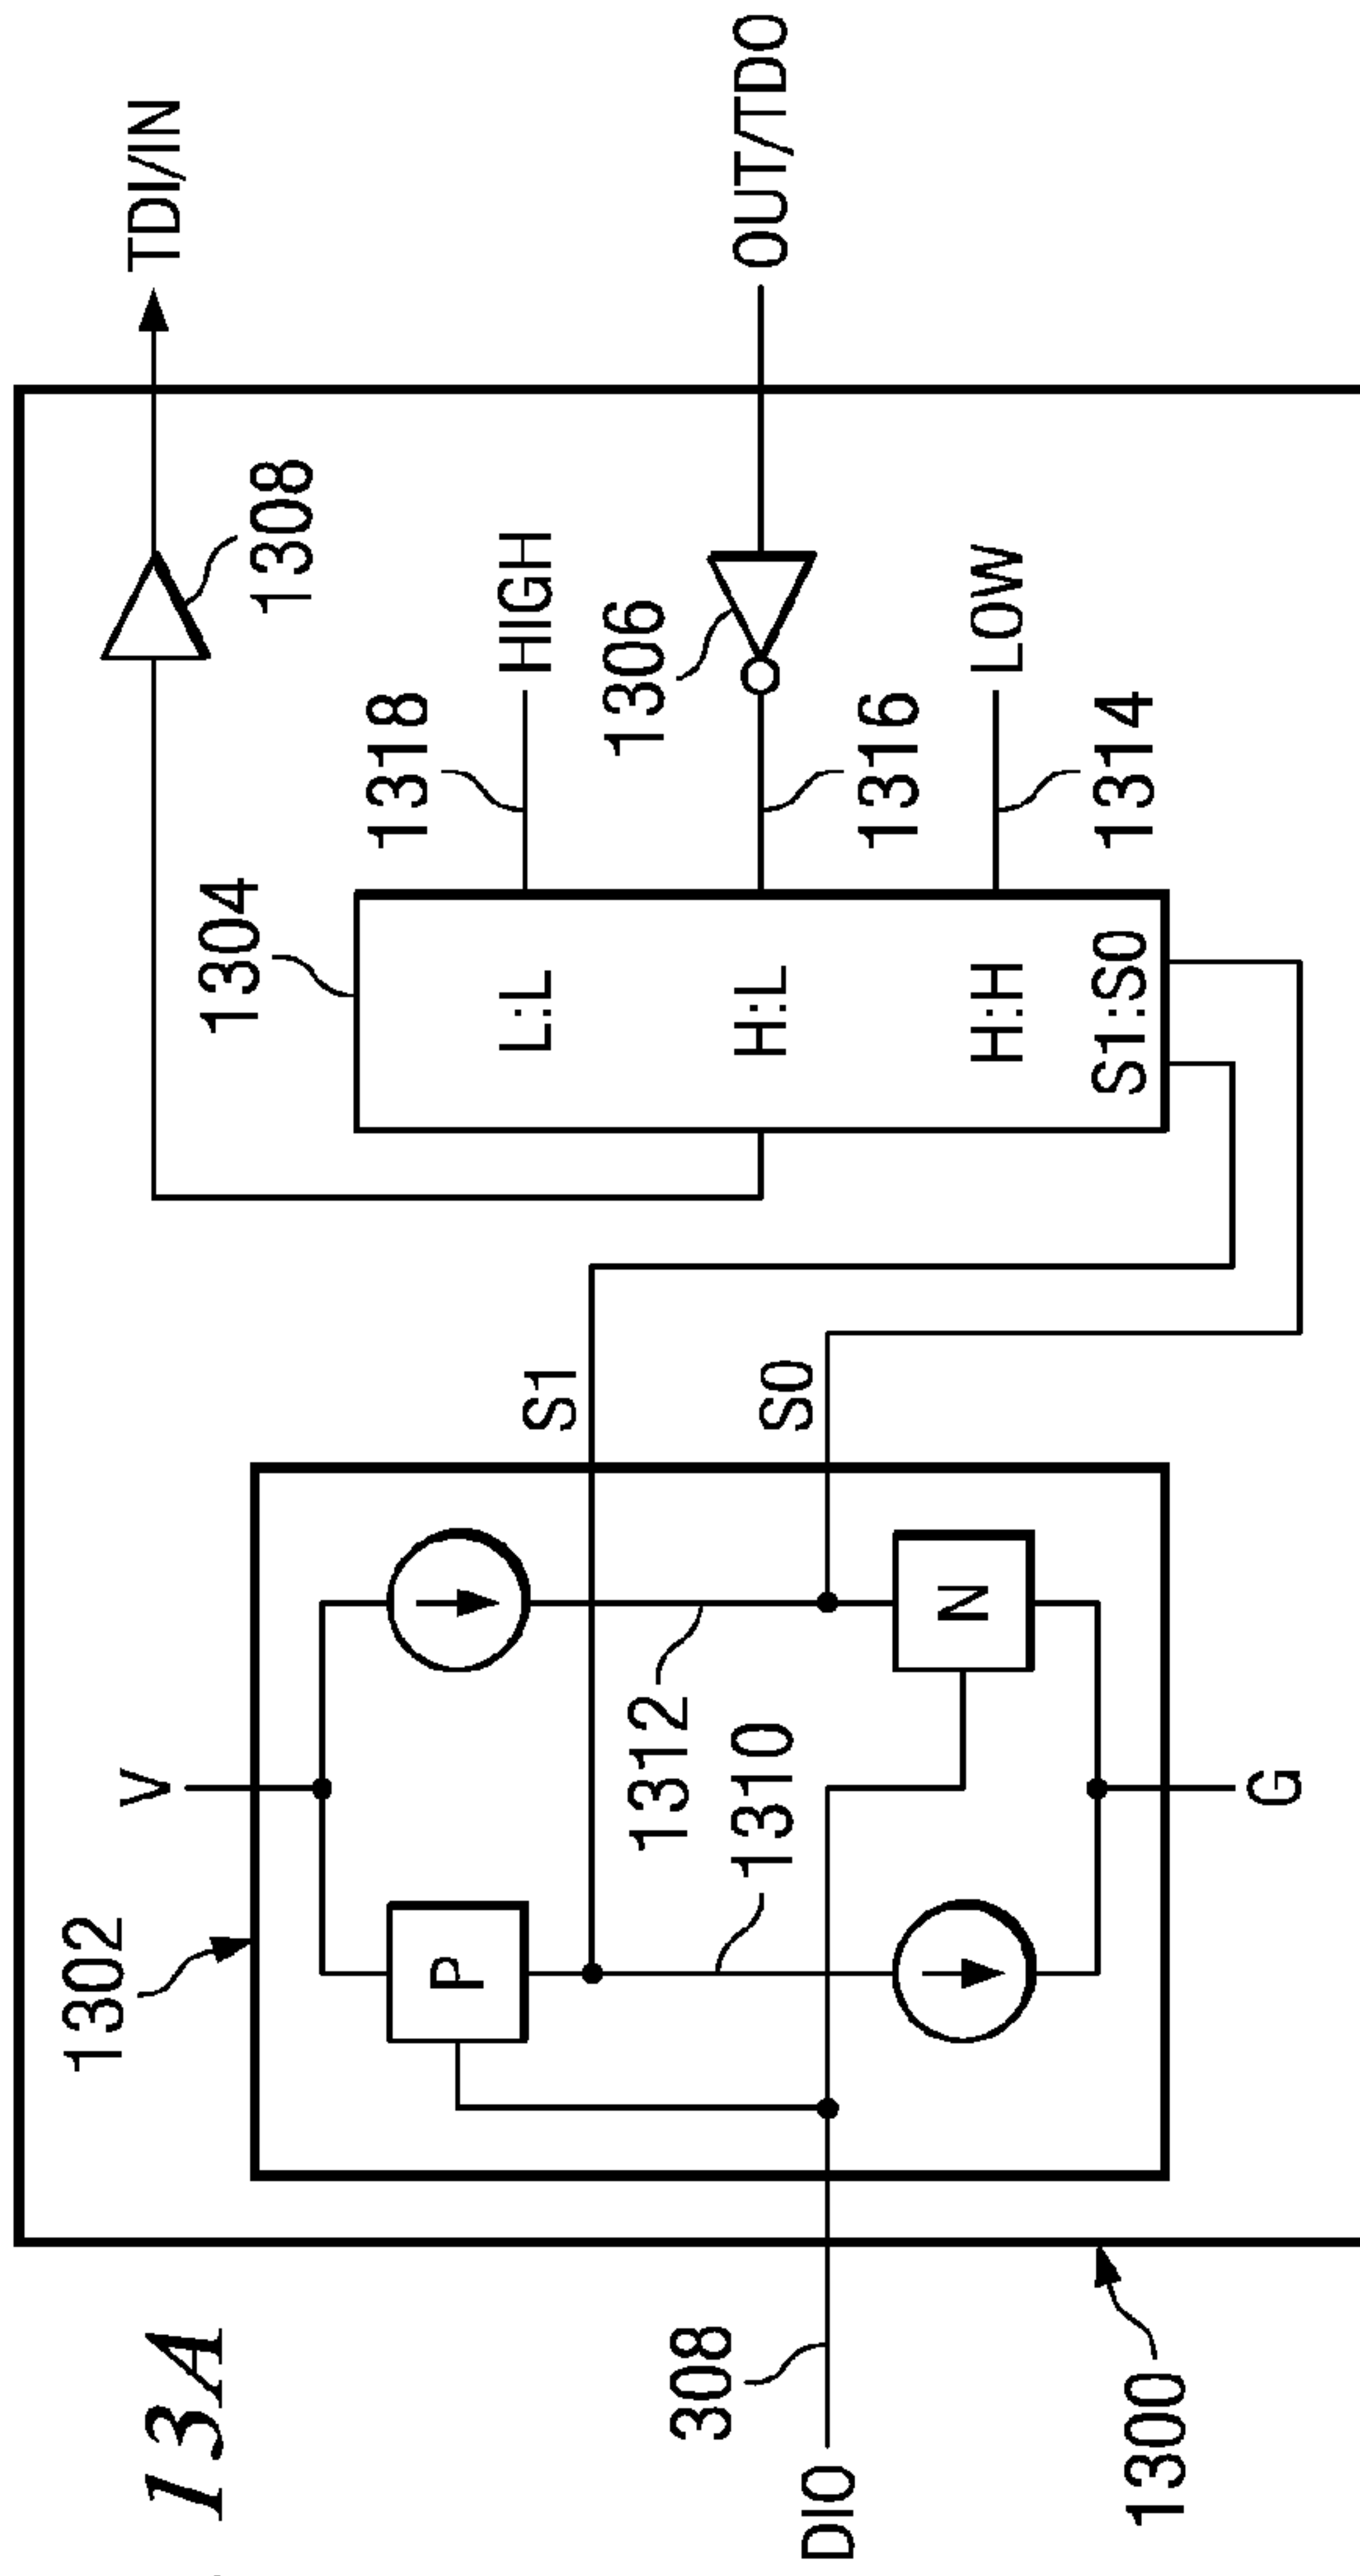 13A
1302
V
1304
TDI/IN
1308
1318
HIGH
L:L
P
S1
1306
1312
1310
308
DIO
S0
H:L
1316
OUT/TDO
N
H:H
LOW
1314
S1:S0
1300
G